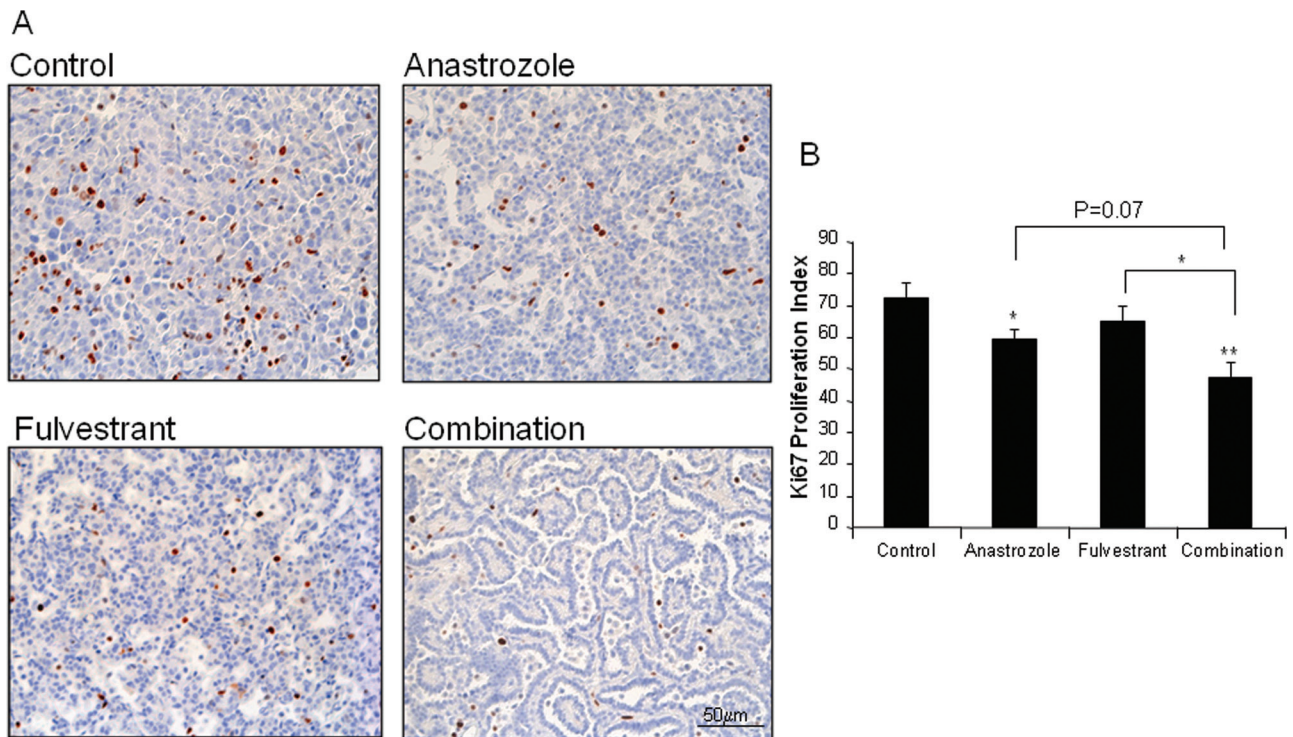 A
Control
Anastrozole
Fulvestrant
Combination
50µm
B
P=0.07
*
*
**
Ki67 Proliferation Index
90
80
70
60
50
40
30
20
10
0
Control Anastrozole Fulvestrant Combination